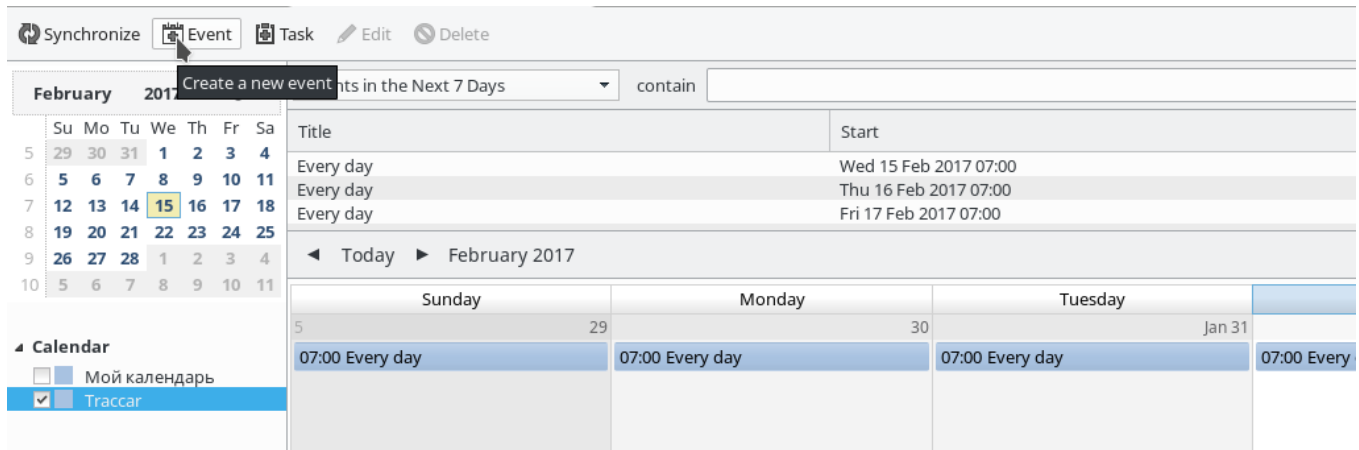 Synchronize Event Task Edit Delete
Create a new event
nts in the Next 7 Days contain
February 2017
Su Mo Tu We Th Fr Sa
5 29 30 31 1 2 3 4
6 5 6 7 8 9 10 11
7 12 13 14 15 16 17 18
8 19 20 21 22 23 24 25
9 26 27 28 1 2 3 4
10 5 6 7 8 9 10 11
Calendar
Мой календарь
Traccar
Title Start
Every day Wed 15 Feb 2017 07:00
Every day Thu 16 Feb 2017 07:00
Every day Fri 17 Feb 2017 07:00
Today February 2017
Sunday Monday Tuesday
5 29 30 Jan 31
07:00 Every day 07:00 Every day 07:00 Every day 07:00 Every